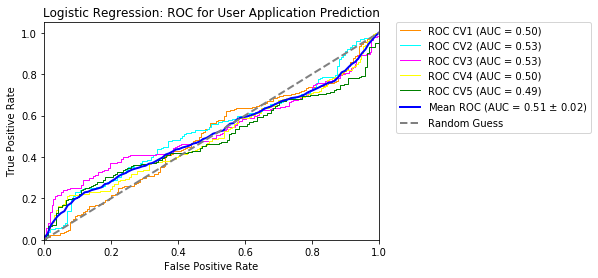 Logistic Regression: ROC for User Application Prediction
1.0
0.8
0.6
0.4
0.2
0.0
True Positive Rate
0.0 0.2 0.4 0.6 0.8 1.0
False Positive Rate
ROC CV1 (AUC = 0.50)
ROC CV2 (AUC = 0.53)
ROC CV3 (AUC = 0.53)
ROC CV4 (AUC = 0.50)
ROC CV5 (AUC = 0.49)
Mean ROC (AUC = 0.51 ± 0.02)
Random Guess